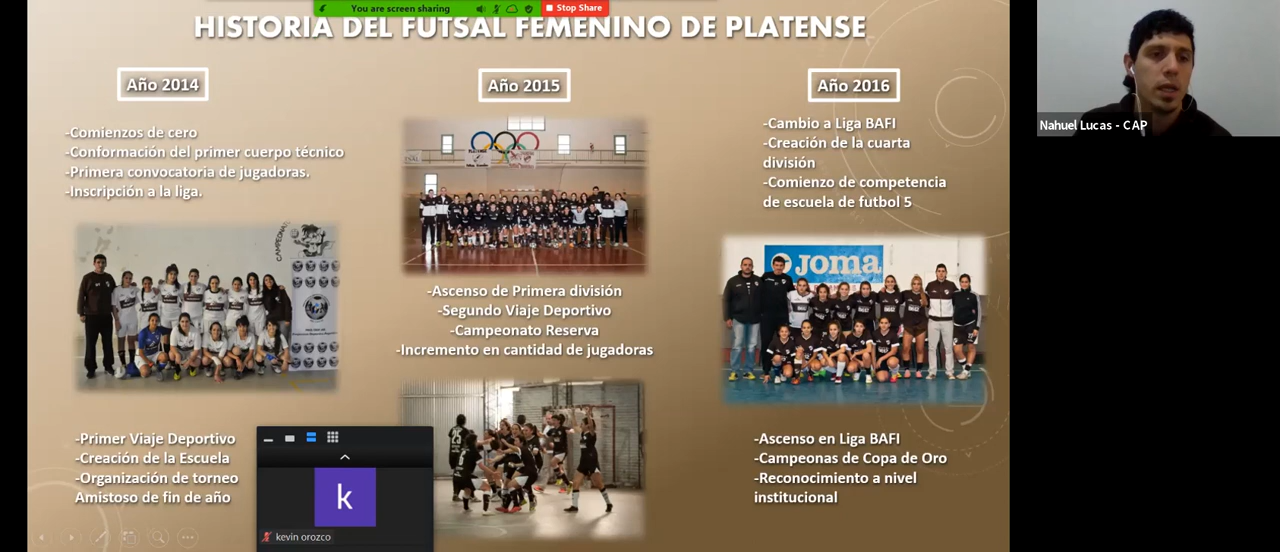 You are screen sharing
Stop Share
HISTORIA DEL FUTSAL FEMENINO DE PLATENSE
Año 2014
-Comienzos de cero
-Conformación del primer cuerpo técnico
-Primera convocatoria de jugadoras.
-Inscripción a la liga.
-Primer Viaje Deportivo
-Creación de la Escuela
-Organización de torneo
Amistoso de fin de año
Año 2015
-Ascenso de Primera división
-Segundo Viaje Deportivo
-Campeonato Reserva
-Incremento en cantidad de jugadoras
Año 2016
-Cambio a Liga BAFI
-Creación de la cuarta
división
-Comienzo de competencia
de escuela de futbol 5
Joma
-Ascenso en Liga BAFI
-Campeonas de Copa de Oro
-Reconocimiento a nivel
institucional
k
kevin orozco
Nahuel Lucas - CAP